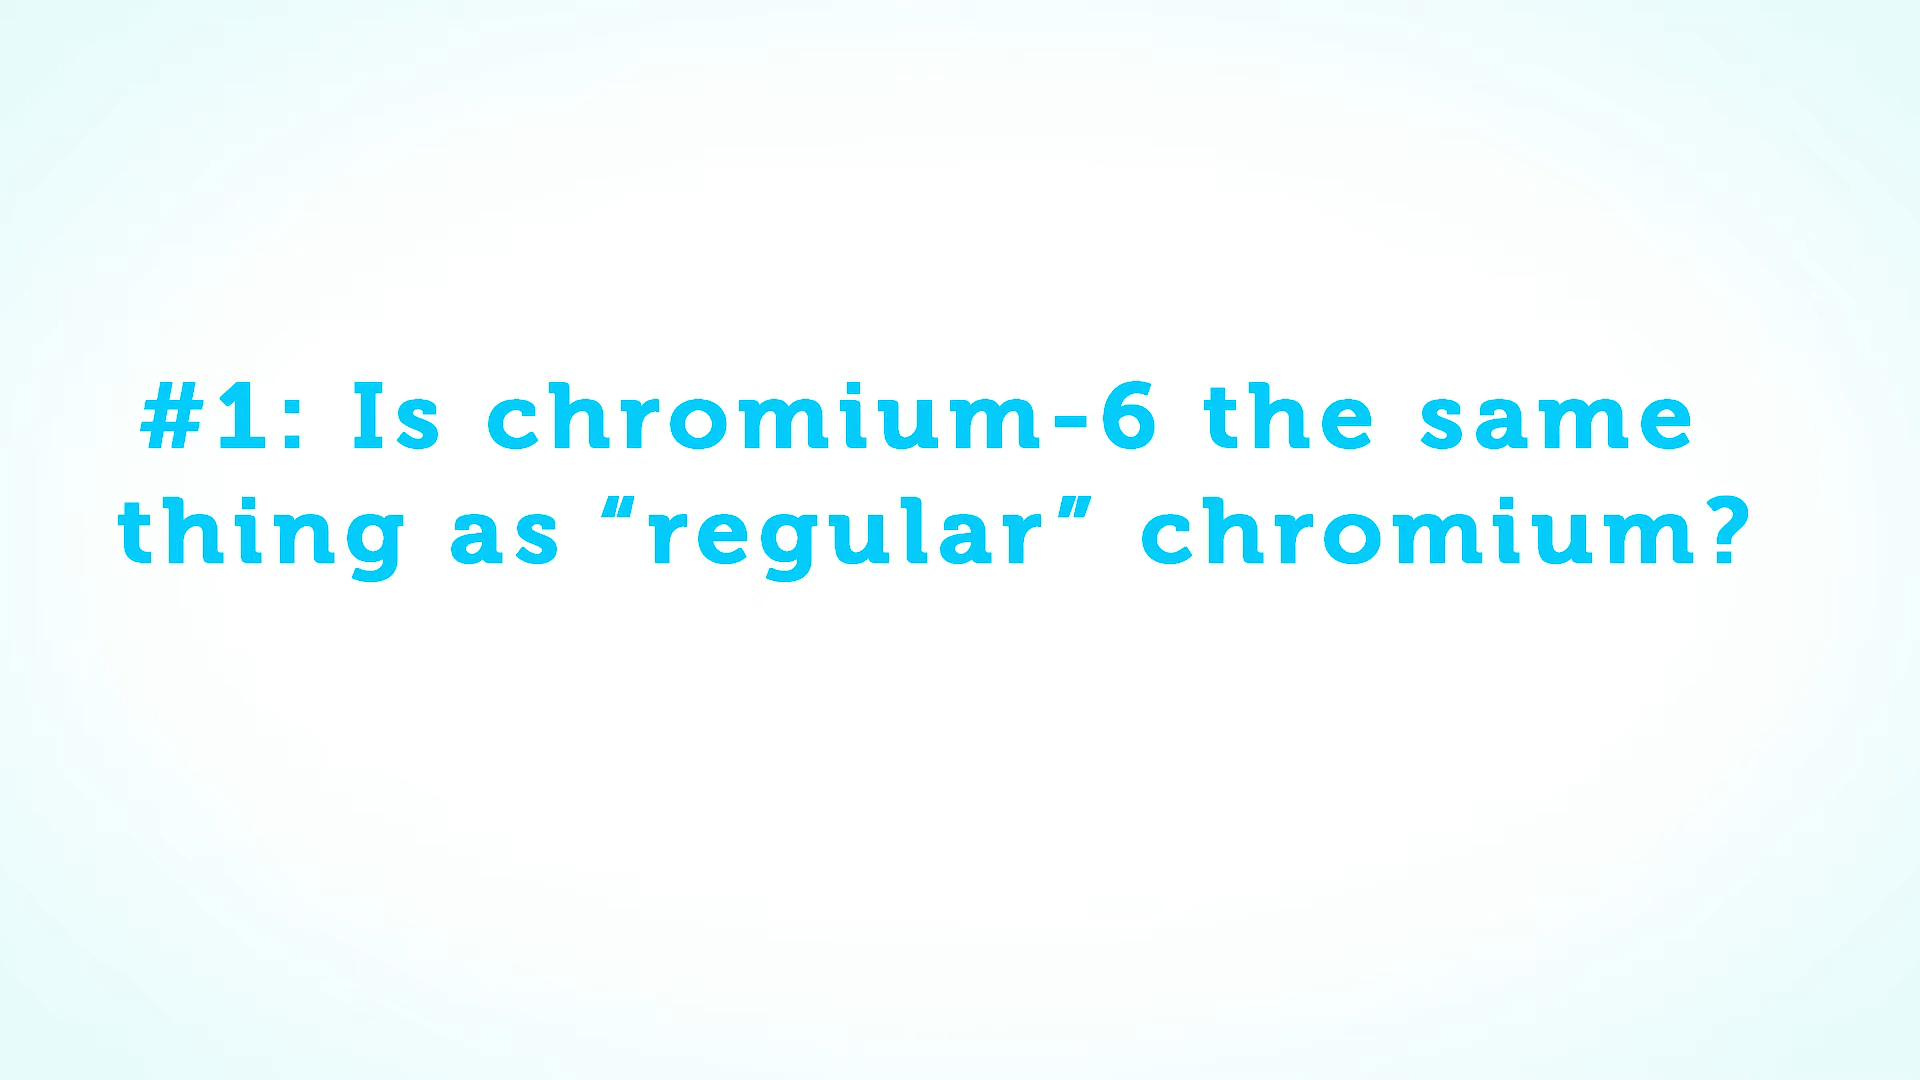 #1: Is chromium-6 the same
thing as “regular” chromium?